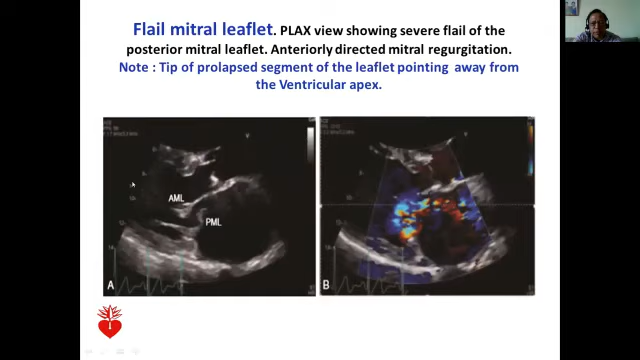 Flail mitral leaflet. PLAX view showing severe flail of the
posterior mitral leaflet. Anteriorly directed mitral regurgitation.
Note : Tip of prolapsed segment of the leaflet pointing away from
the Ventricular apex.
AML
PML
A
V
B